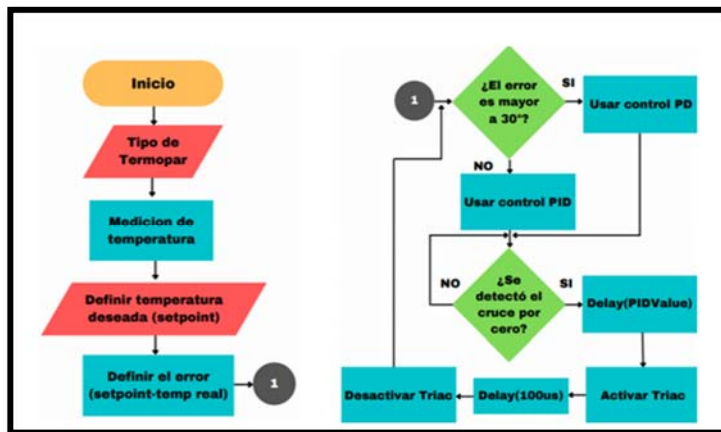 Inicio
Tipo de
Termopar
Medicion de
temperatura
Definir temperatura
deseada (setpoint)
Definir el error
(setpoint-temp real)
1
1
¿El error
es mayor
a 30°?
SI
Usar control PD
NO
Usar control PID
NO
¿Se
detectó el
cruce por
cero?
SI
Delay(PIDValue)
Desactivar Triac
Delay(100us)
Activar Triac